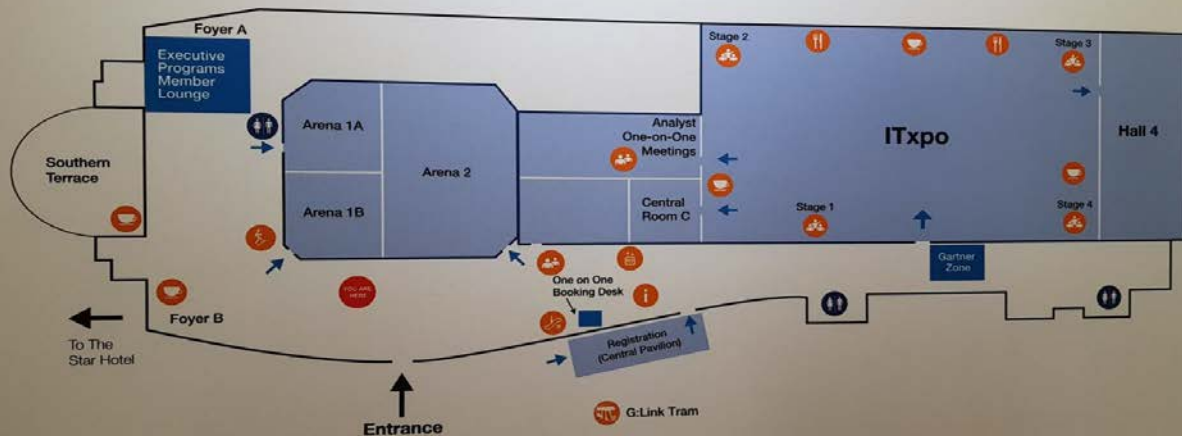 Foyer A
Executive
Programs
Member
Lounge
Southern
Terrace
Arena 1A
Arena 1B
Arena 2
Analyst
One-on-One
Meetings
Central
Room C
Stage 2
Stage 3
ITxpo
Hall 4
Stage 1
Stage 4
Gartner
Zone
YOU ARE
HERE
One on One
Booking Desk
i
Foyer B
To The
Star Hotel
Registration
(Central Pavilion)
Entrance
G:Link Tram